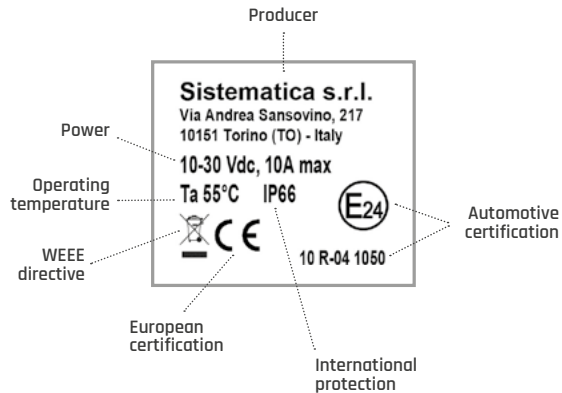 Producer
Sistematica s.r.l.
Via Andrea Sansovino, 217
10151 Torino (TO) - Italy
Power
10-30 Vdc, 10A max
Operating
temperature
Ta 55°C IP66
E24
Automotive
certification
WEEE
directive
CE
10 R-04 1050
European
certification
International
protection